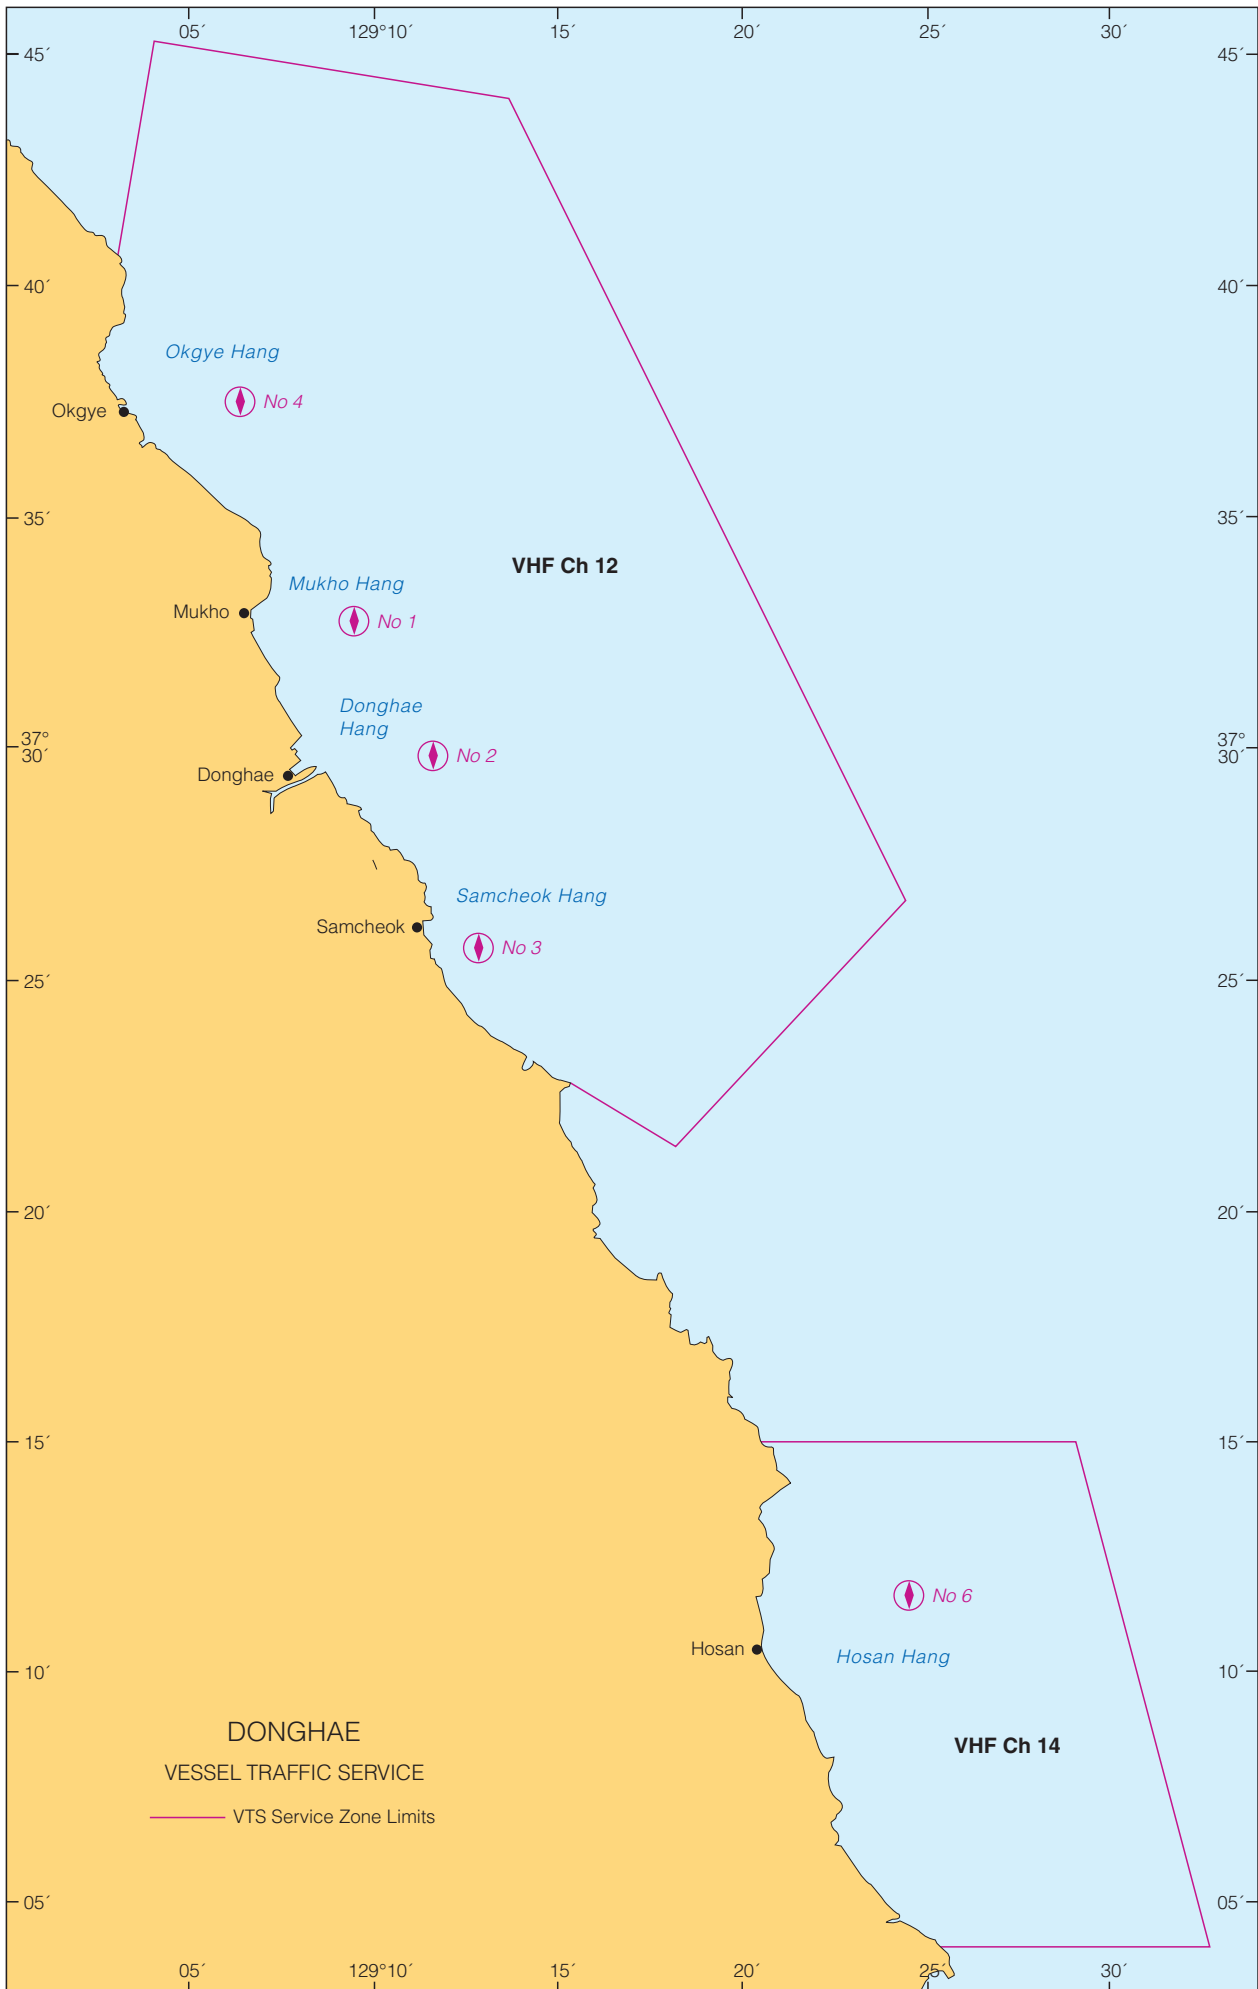 05´ 129°10´ 15´ 20´ 25´ 30´
45´ 45´
40´ 40´
Okgye Hang
No 4
Okgye
35´ 35´
VHF Ch 12
Mukho Hang
Mukho
No 1
Donghae
Hang
37° 37°
30´ 30´
No 2
Donghae
Samcheok Hang
Samcheok
No 3
25´ 25´
20´ 20´
15´ 15´
No 6
Hosan
Hosan Hang
10´ 10´
DONGHAE
VHF Ch 14
VESSEL TRAFFIC SERVICE
VTS Service Zone Limits
05´ 05´
05´ 129°10´ 15´ 20´ 25´ 30´